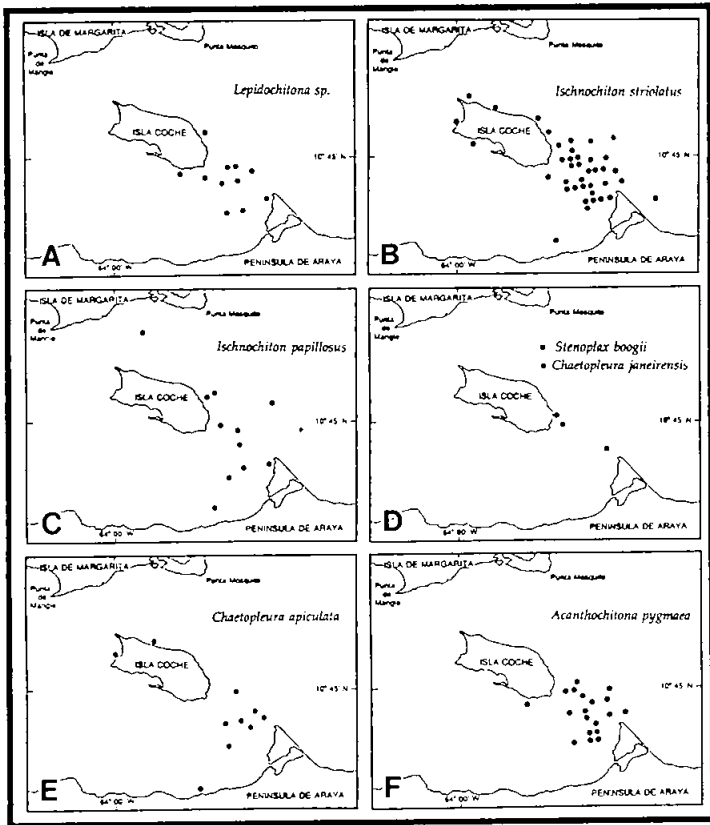 ISLA DE MARGARITA
Punta Mosquito
Punta
de
Mangle
Lepidochitona sp.
ISLA COCHE
10° 45' N
A
64° 00' W
PENINSULA DE ARAYA
ISLA DE MARGARITA
Punta Mosquito
Punta
de
Mangle
Ischnochiton striolatus
ISLA COCHE
10° 45' N
B
64° 00' W
PENINSULA DE ARAYA
ISLA DE MARGARITA
Punta Mosquito
Punta
de
Mangle
Ischnochiton papillosus
ISLA COCHE
10° 45' N
C
64° 00' W
PENINSULA DE ARAYA
ISLA DE MARGARITA
Punta Mosquito
Punta
de
Mangle
Stenoplax boogii
Chaetopleura janeirensis
ISLA COCHE
10° 45' N
D
64° 00' W
PENINSULA DE ARAYA
ISLA DE MARGARITA
Punta Mosquito
Punta
de
Mangle
Chaetopleura apiculata
ISLA COCHE
10° 45' N
E
64° 00' W
PENINSULA DE ARAYA
ISLA DE MARGARITA
Punta Mosquito
Punta
de
Mangle
Acanthochitona pygmaea
ISLA COCHE
10° 45' N
F
64° 00' W
PENINSULA DE ARAYA